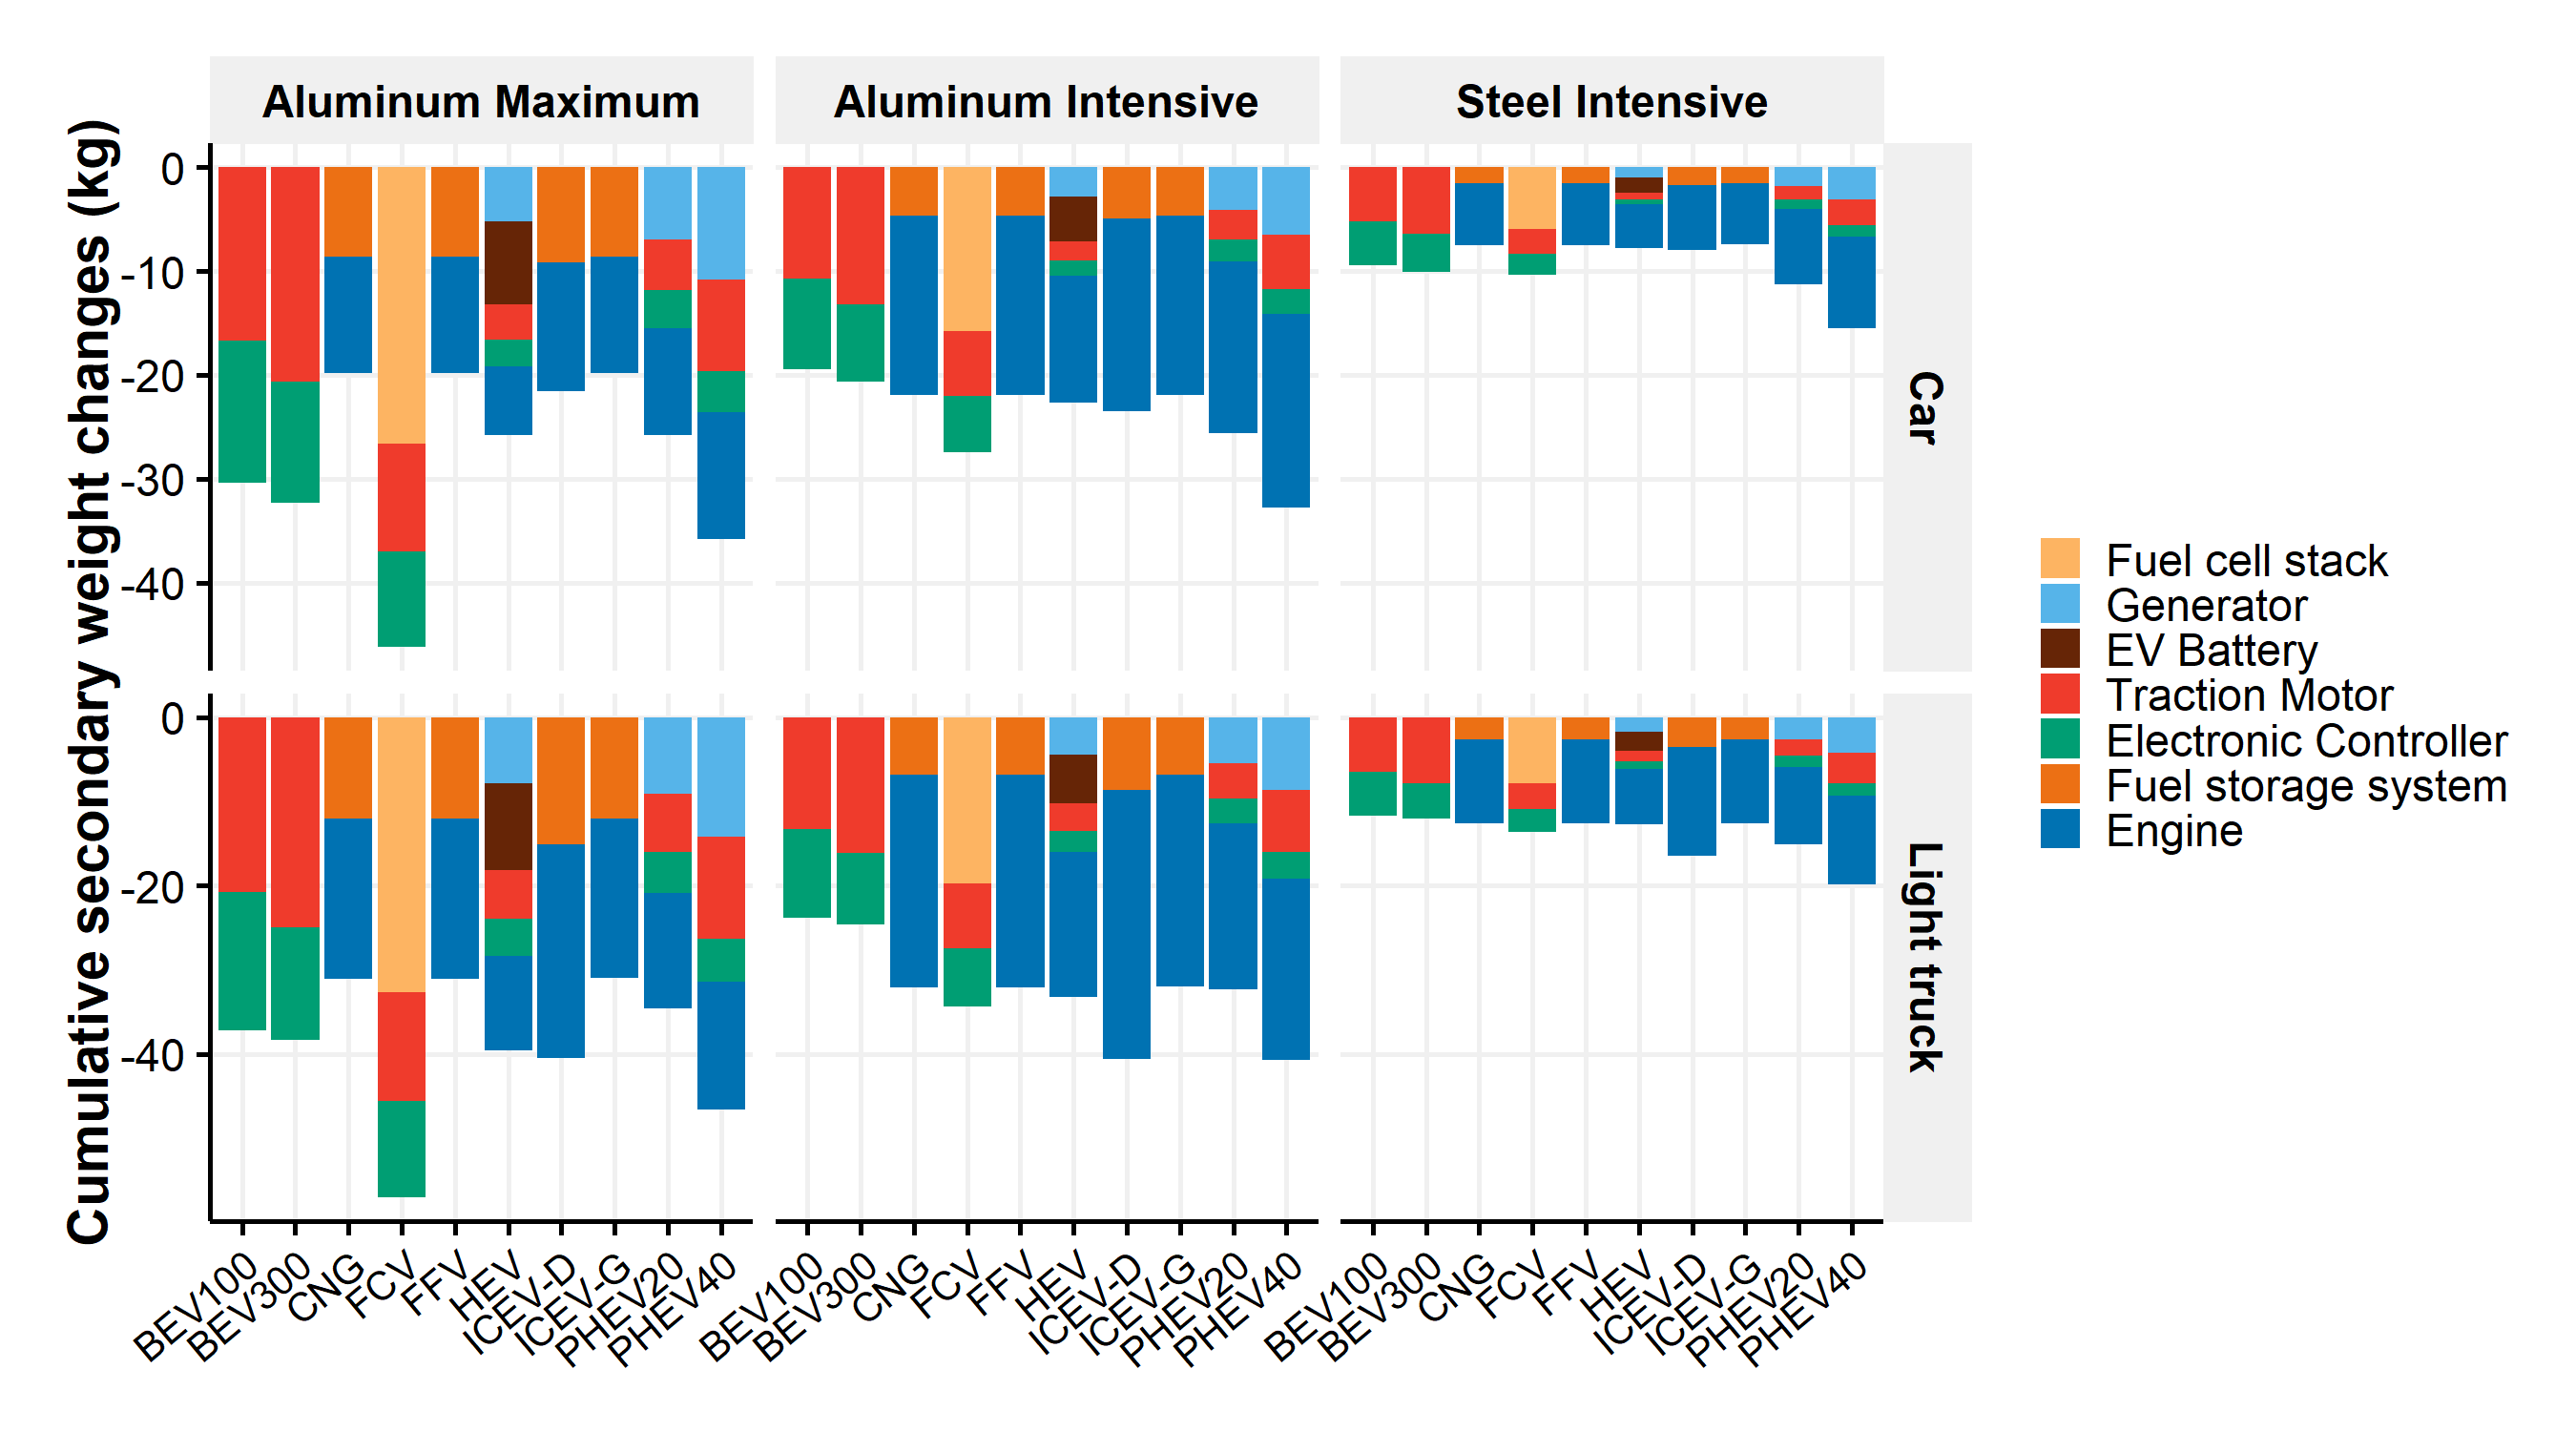 Aluminum Maximum
Aluminum Intensive
Steel Intensive
Cumulative secondary weight changes (kg)
0
-10
-20
-30
-40
Car
0
-20
-40
Light truck
BEV100
BEV300
CNG
FCV
FFV
HEV
ICEV-D
ICEV-G
PHEV20
PHEV40
BEV100
BEV300
CNG
FCV
FFV
HEV
ICEV-D
ICEV-G
PHEV20
PHEV40
BEV100
BEV300
CNG
FCV
FFV
HEV
ICEV-D
ICEV-G
PHEV20
PHEV40
Fuel cell stack
Generator
EV Battery
Traction Motor
Electronic Controller
Fuel storage system
Engine